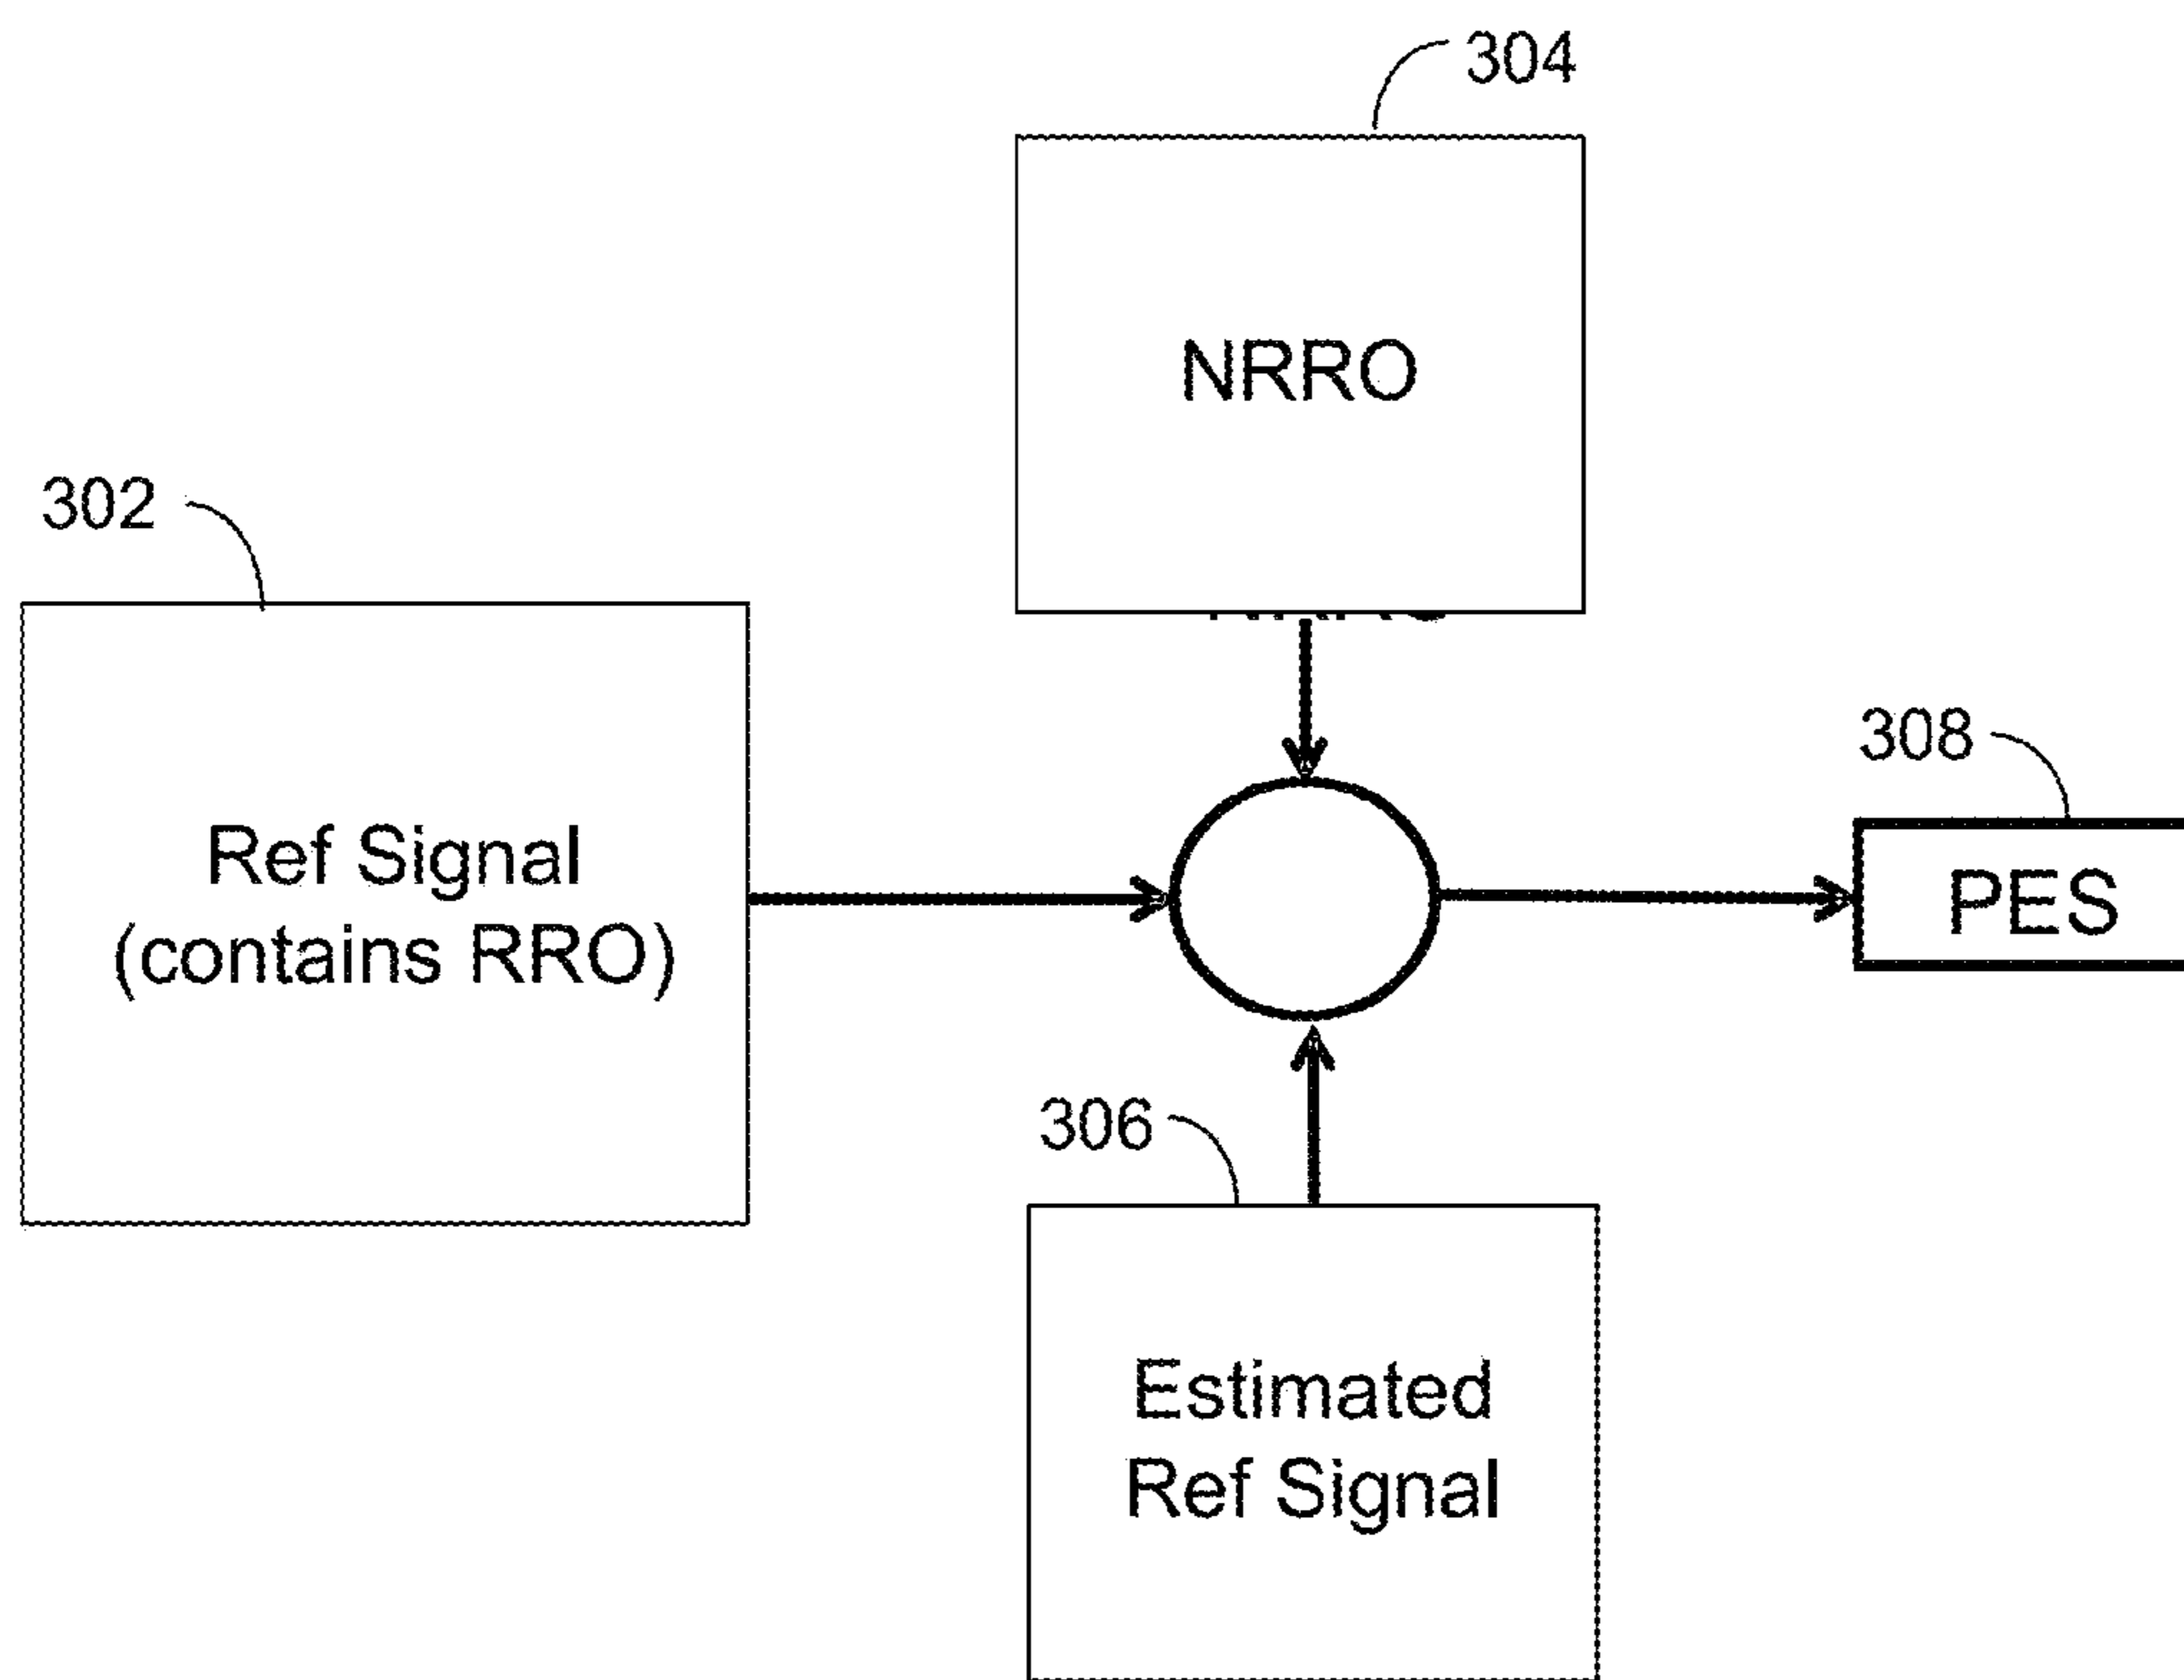 304
NRRO
302
Ref Signal
(contains RRO)
308
PES
306
Estimated
Ref Signal